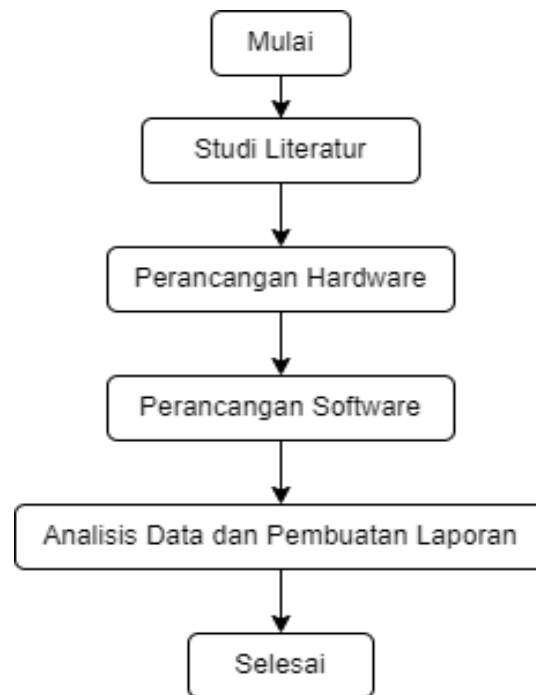 Mulai
Studi Literatur
Perancangan Hardware
Perancangan Software
Analisis Data dan Pembuatan Laporan
Selesai